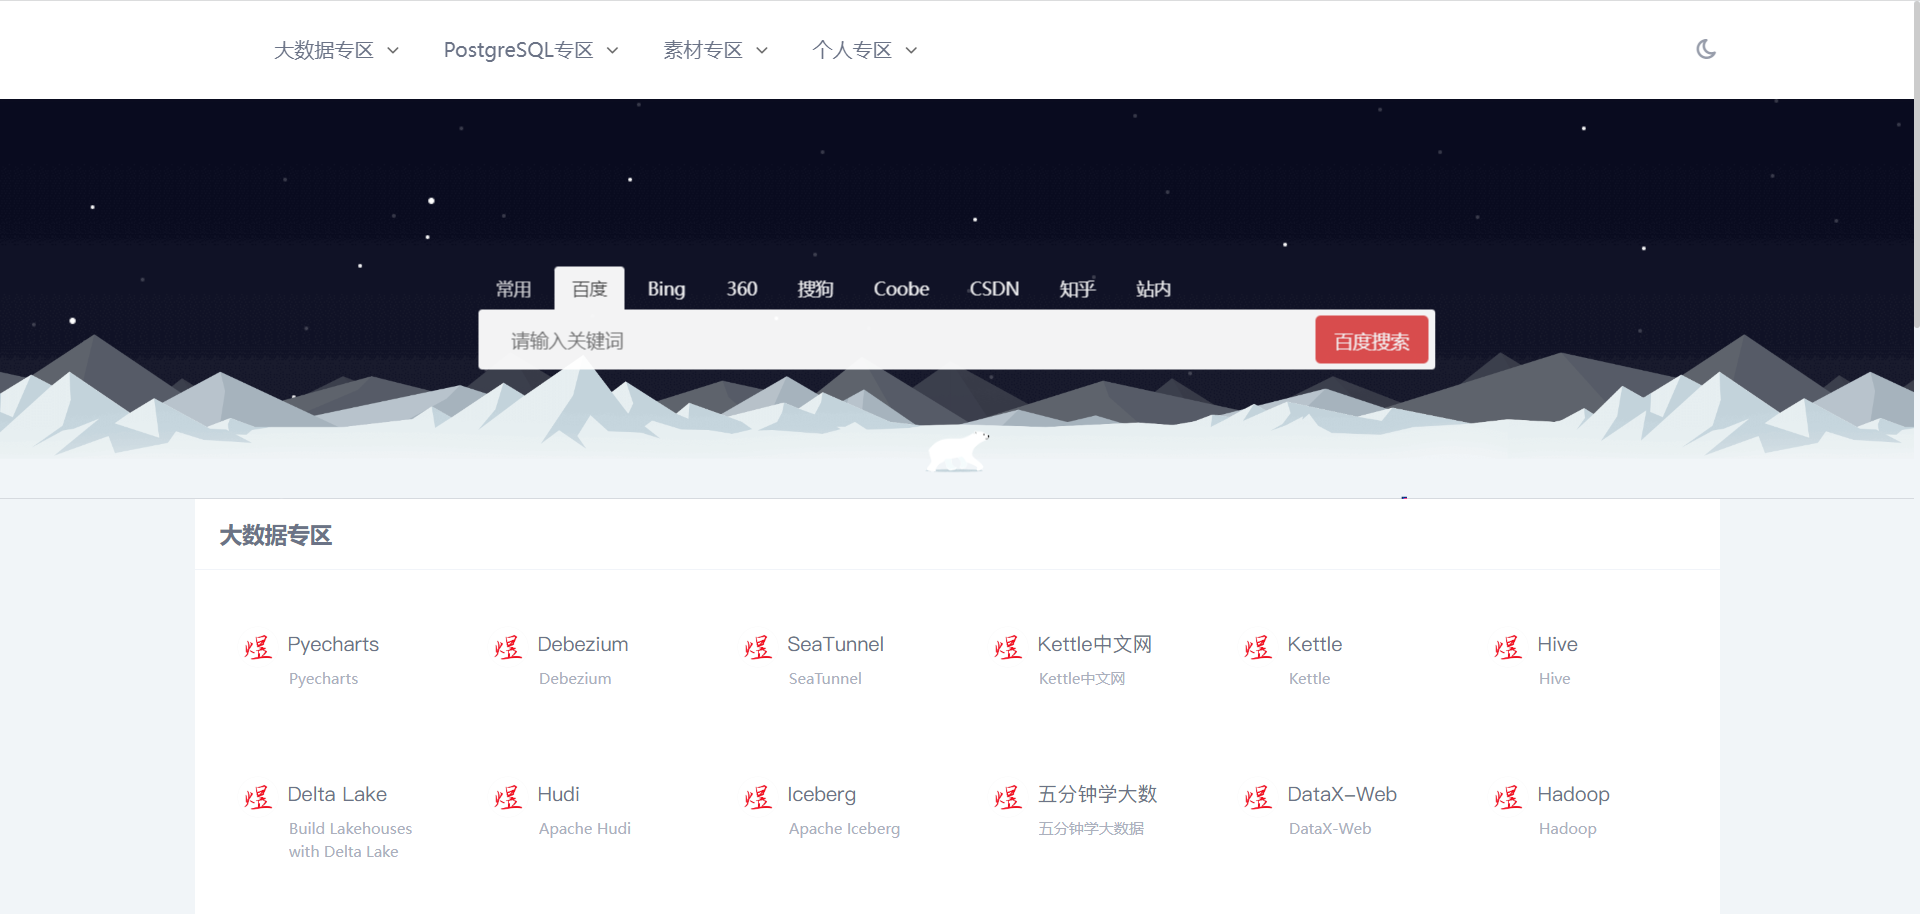 大数据专区 PostgreSQL专区 素材专区 个人专区
常用 百度 Bing 360 搜狗 Coobe CSDN 知乎 站内
请输入关键词 百度搜索
大数据专区
煜 Pyecharts 煜 Debezium 煜 SeaTunnel 煜 Kettle中文网 煜 Kettle 煜 Hive
Pyecharts Debezium SeaTunnel Kettle中文网 Kettle Hive
煜 Delta Lake 煜 Hudi 煜 Iceberg 煜 五分钟学大数 煜 DataX-Web 煜 Hadoop
Build Lakehouses Apache Hudi Apache Iceberg 五分钟学大数据 DataX-Web Hadoop
with Delta Lake